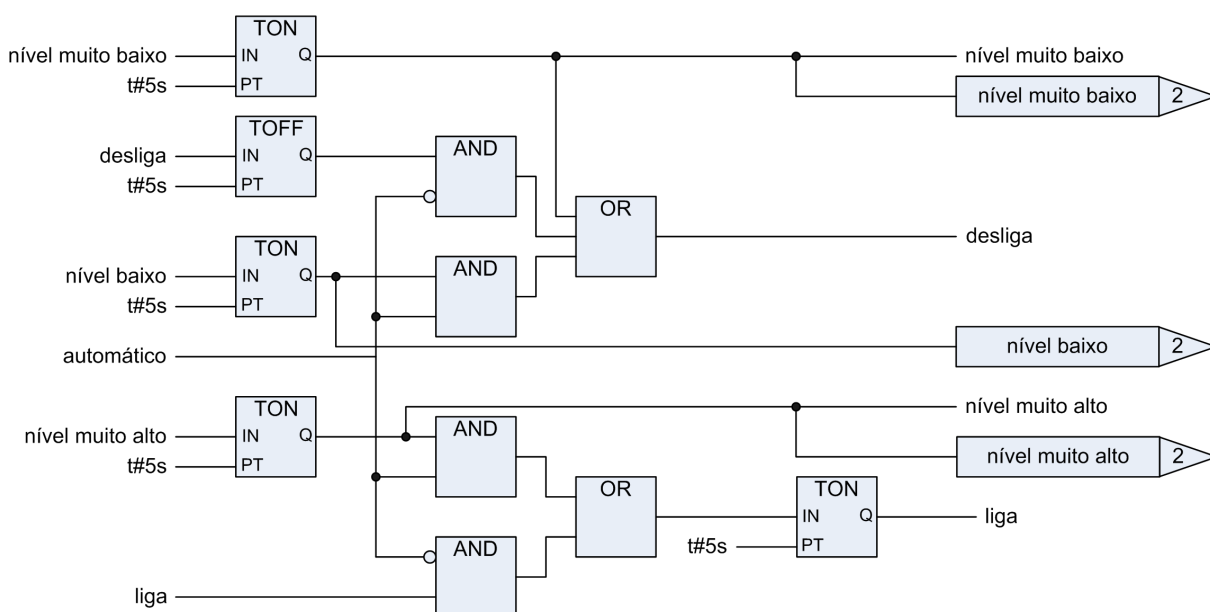 TON
nível muito baixo IN Q nível muito baixo
t#5s PT nível muito baixo 2
TOFF
AND
desliga IN Q
t#5s PT
OR
desliga
TON
AND
nível baixo IN Q
t#5s PT
automático nível baixo 2
TON
nível muito alto
AND
nível muito alto IN Q
t#5s PT nível muito alto 2
OR TON
IN Q liga
t#5s PT
AND
liga